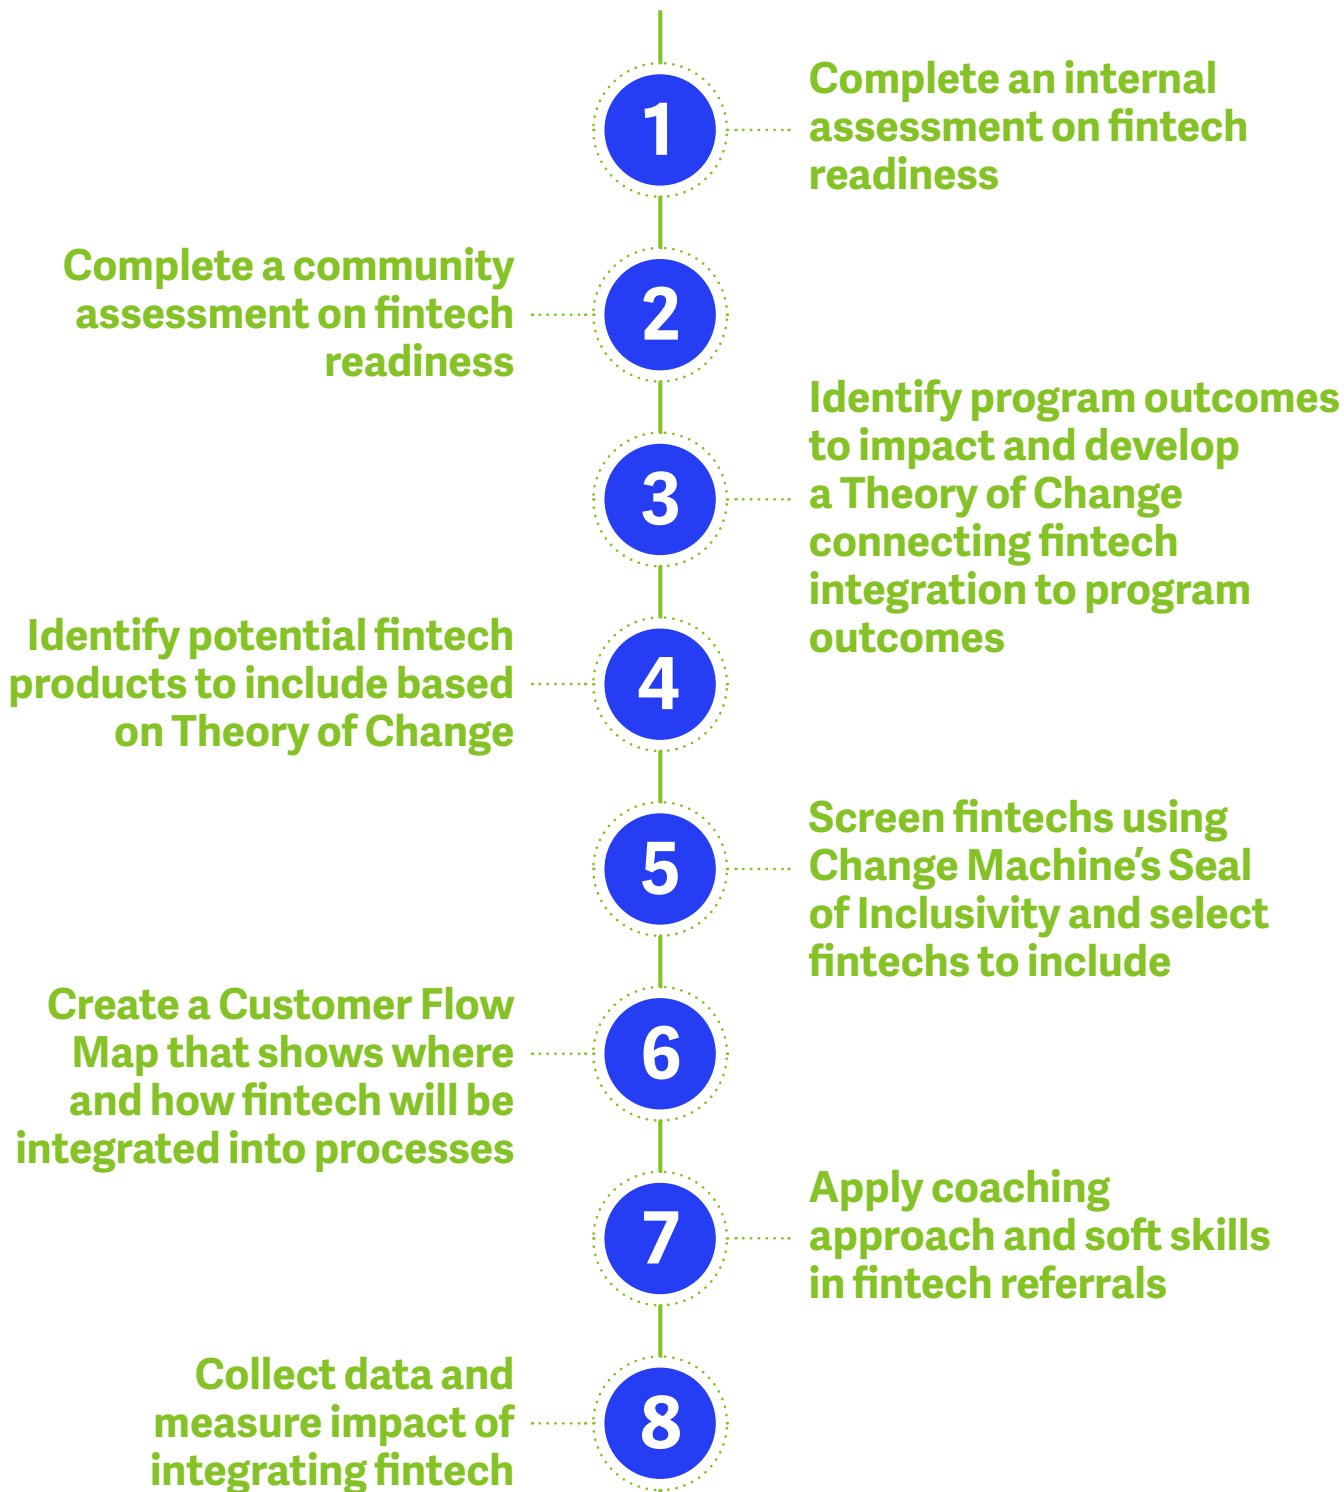 1
Complete an internal
assessment on fintech
readiness
2
Complete a community
assessment on fintech
readiness
3
Identify program outcomes
to impact and develop
a Theory of Change
connecting fintech
integration to program
outcomes
4
Identify potential fintech
products to include based
on Theory of Change
5
Screen fintechs using
Change Machine’s Seal
of Inclusivity and select
fintechs to include
6
Create a Customer Flow
Map that shows where
and how fintech will be
integrated into processes
7
Apply coaching
approach and soft skills
in fintech referrals
8
Collect data and
measure impact of
integrating fintech